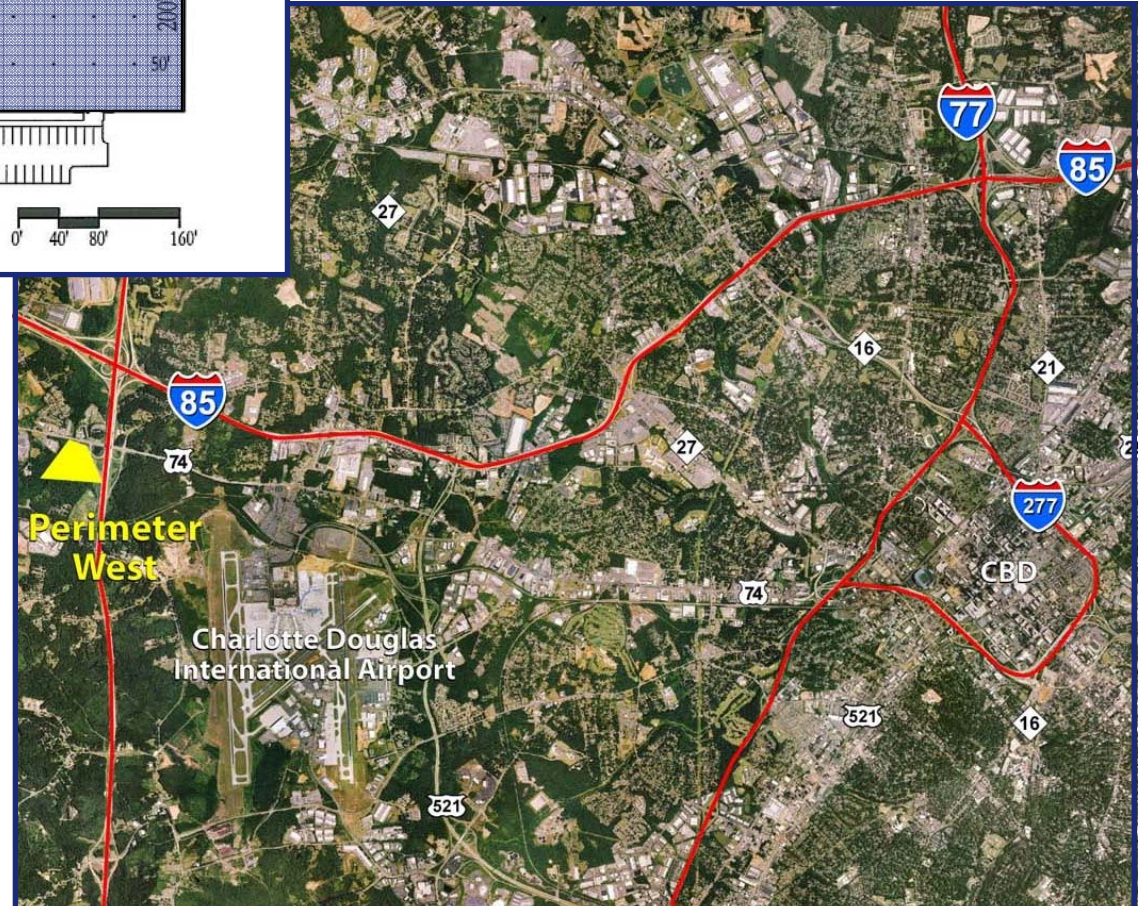 200'
50'
0' 40' 80' 160'
77
85
27
16
21
85
74
27
277
Perimeter
West
CBD
74
Charlotte Douglas
International Airport
521
16
521